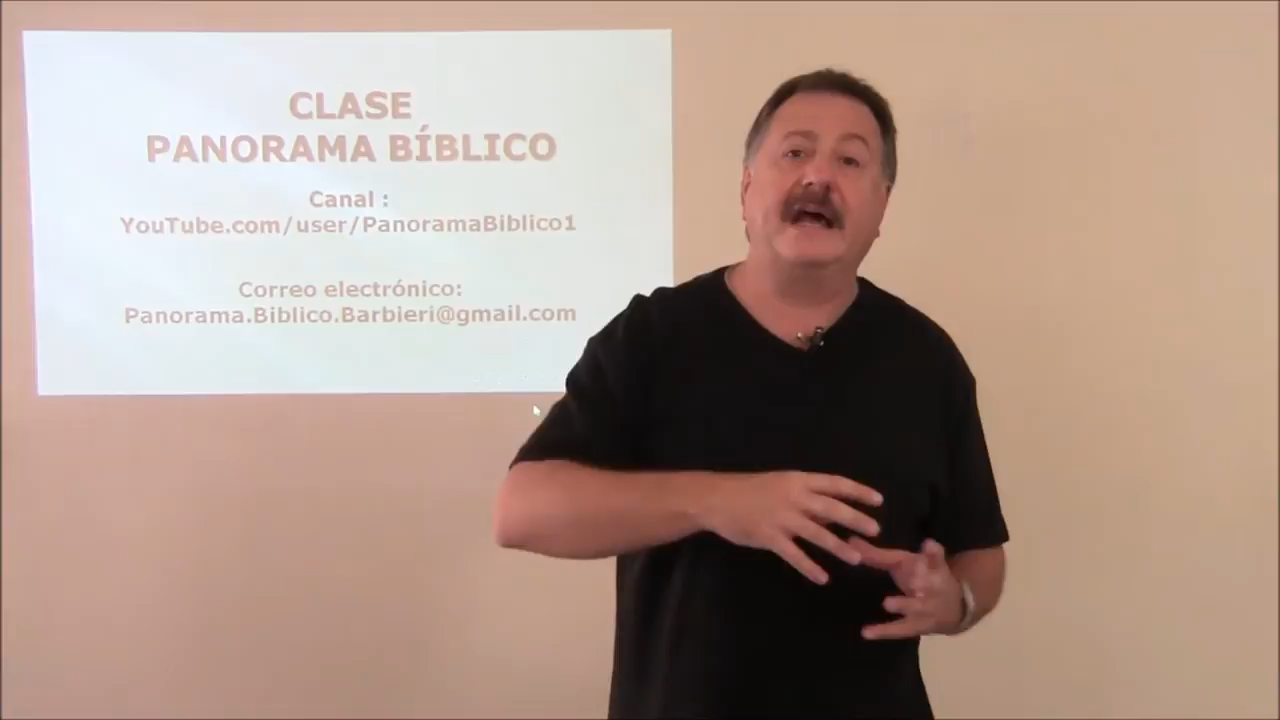 CLASE
PANORAMA BÍBLICO
Canal :
YouTube.com/user/PanoramaBiblico1
Correo electrónico:
Panorama.Biblico.Barbieri@gmail.com